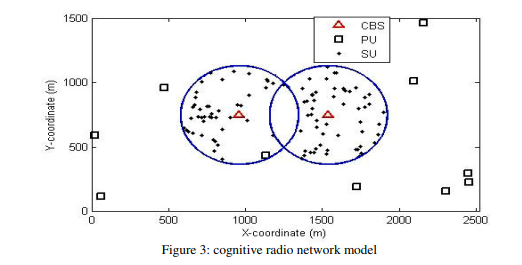 1500
CBS
PU
SU
1000
Y-coordinate (m)
500
0
0 500 1000 1500 2000 2500
X-coordinate (m)
Figure 3: cognitive radio network model